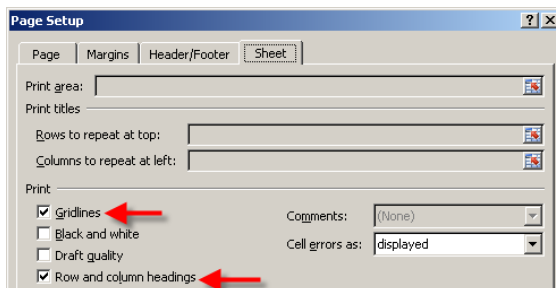 Page Setup
Page Margins Header/Footer Sheet
Print area:
Print titles
Rows to repeat at top:
Columns to repeat at left:
Print
Gridlines Comments: (None)
Black and white Cell errors as: displayed
Draft quality
Row and column headings